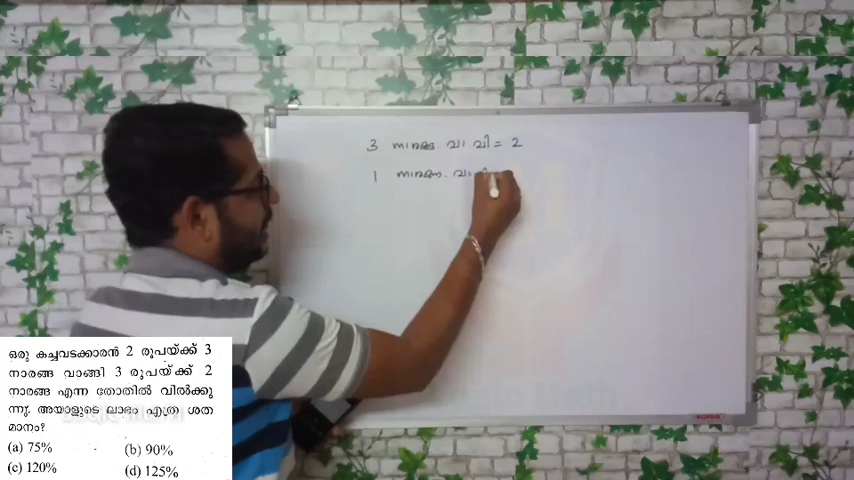 3 നാരങ്ങ വാ വി = 2
1 നാരങ്ങ. വാ
ഒരു കച്ചവടക്കാരൻ 2 രൂപയ്ക്ക് 3
നാരങ്ങ വാങ്ങി 3 രൂപയ്ക്ക് 2
നാരങ്ങ എന്ന തോതിൽ വിൽക്കു
ന്നു. അയാളുടെ ലാഭം എത്ര ശത
മാനം?
(a) 75% (b) 90%
(c) 120% (d) 125%